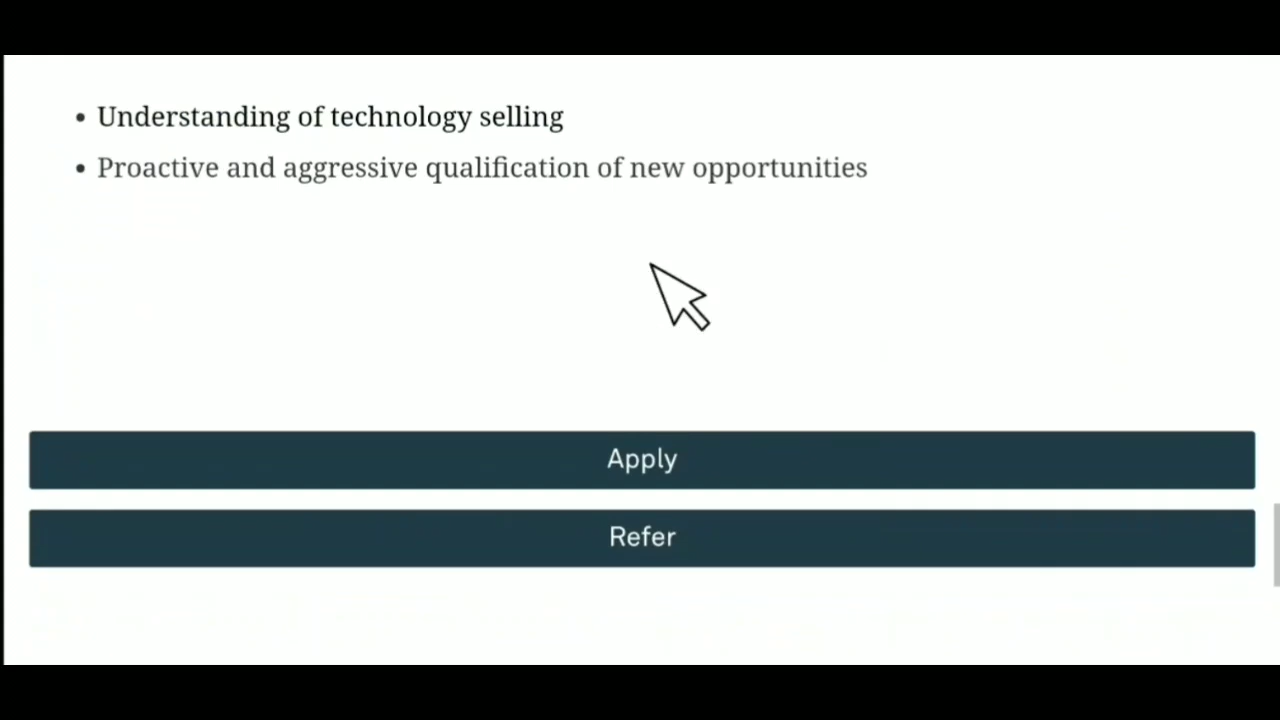 • Understanding of technology selling
• Proactive and aggressive qualification of new opportunities
Apply
Refer